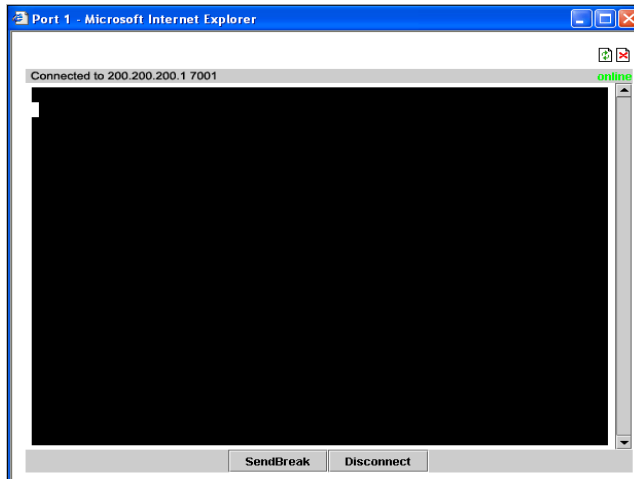 Port 1 - Microsoft Internet Explorer
Connected to 200.200.200.1 7001
online
SendBreak
Disconnect